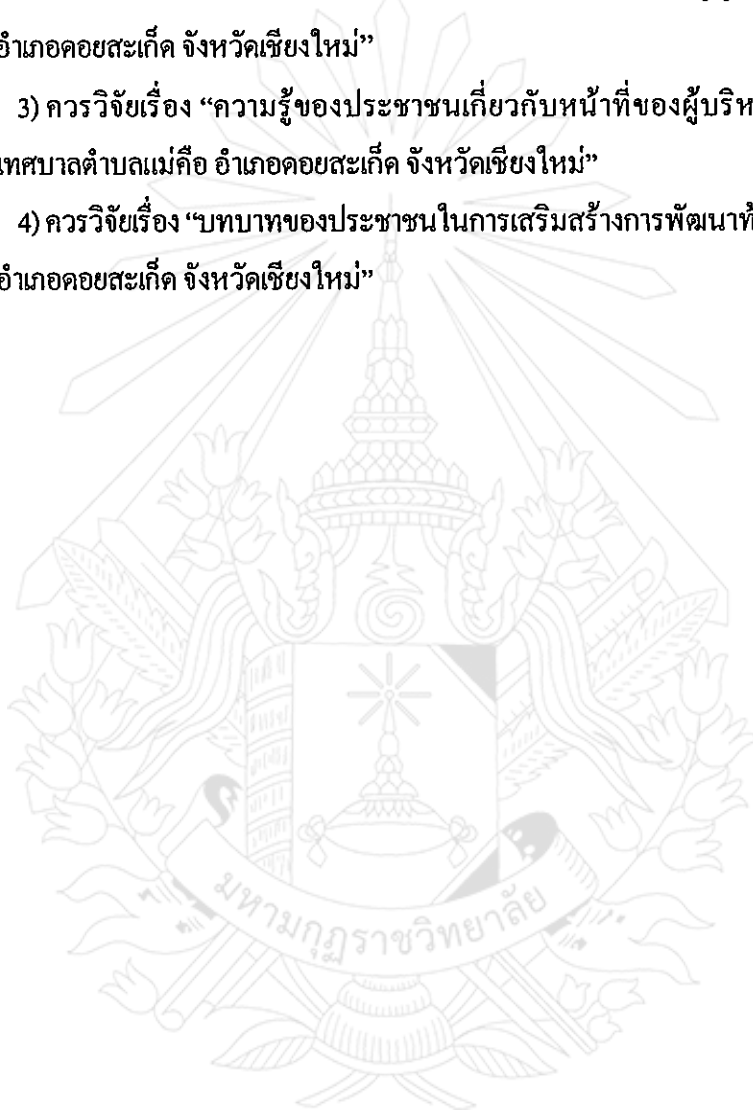 อำเภอดอยสะเก็ด จังหวัดเชียงใหม่”
3) ควรวิจัยเรื่อง “ความรู้ของประชาชนเกี่ยวกับหน้าที่ของผู้บริห
เทศบาลตำบลแม่คือ อำเภอดอยสะเก็ด จังหวัดเชียงใหม่”
4) ควรวิจัยเรื่อง “บทบาทของประชาชนในการเสริมสร้างการพัฒนาท้
อำเภอดอยสะเก็ด จังหวัดเชียงใหม่”
มหามกุฏราชวิทยาลัย